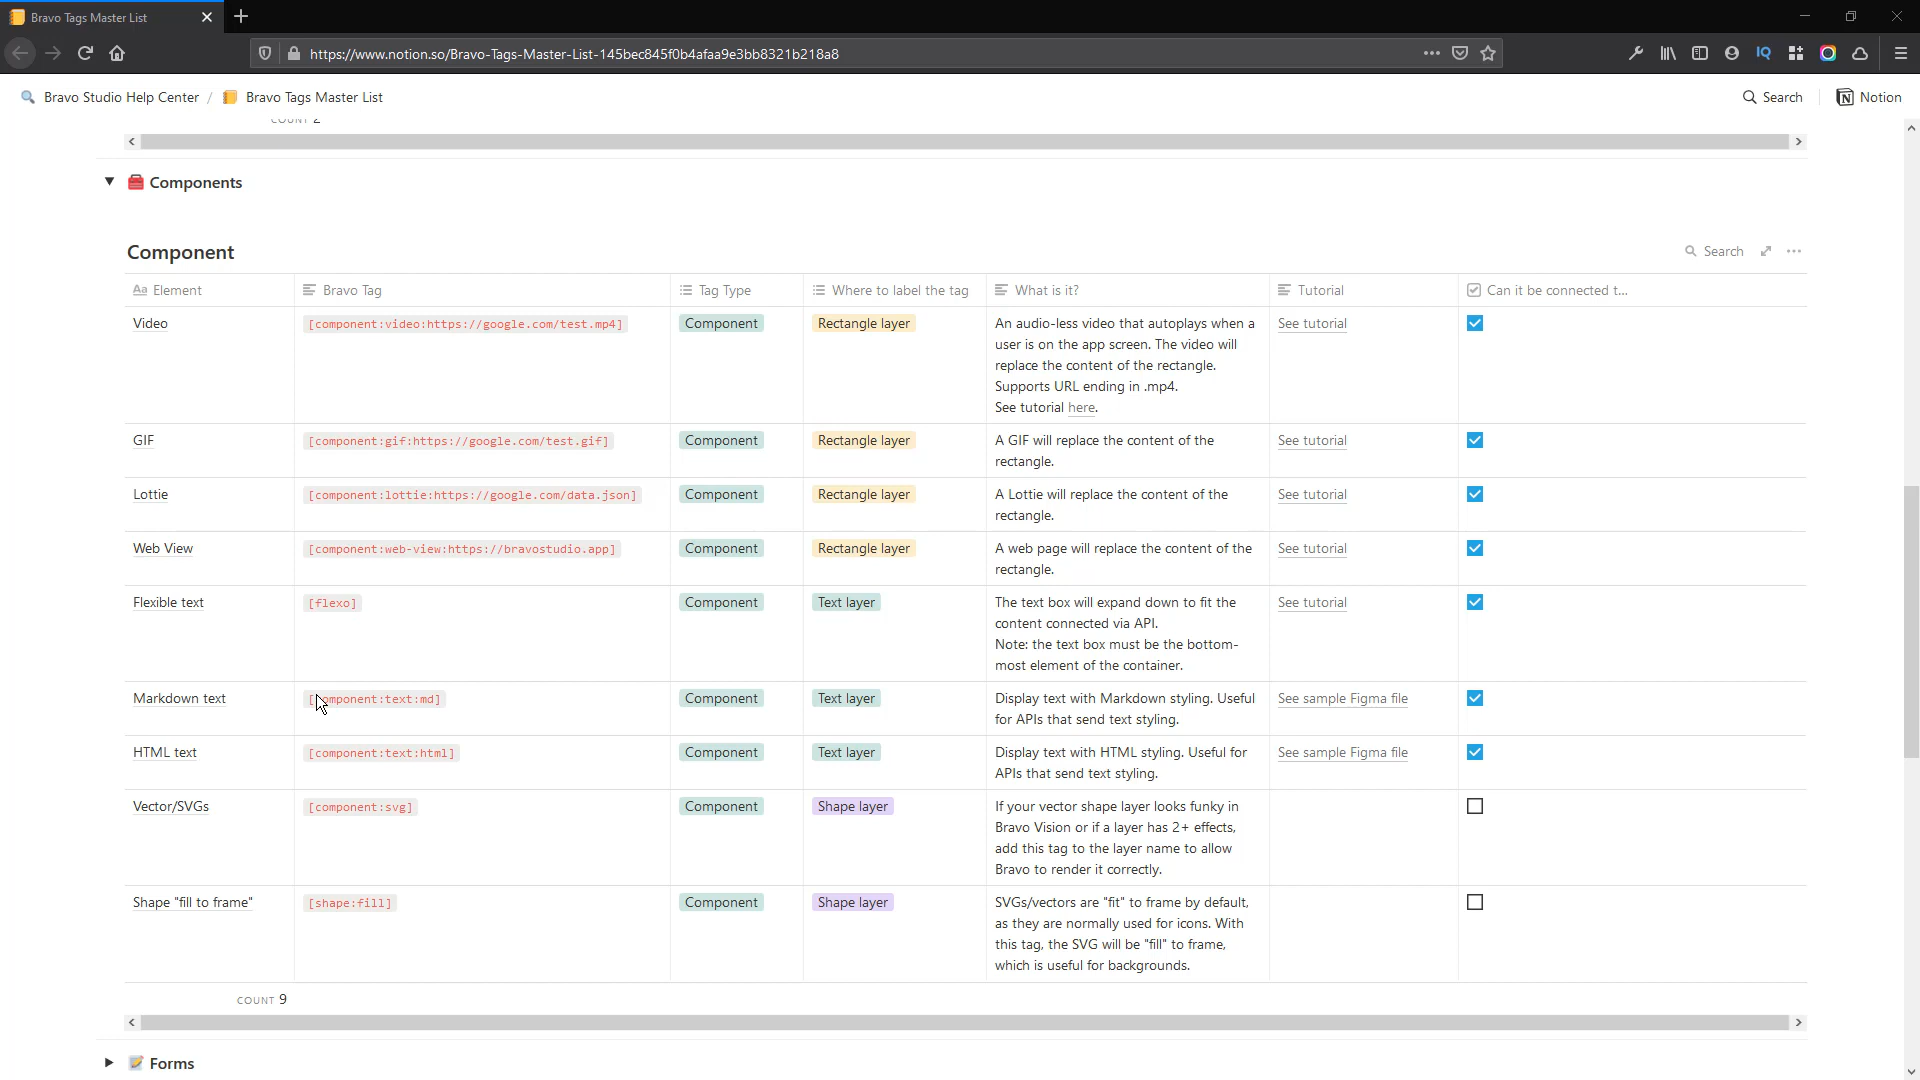 Bravo Tags Master List
https://www.notion.so/Bravo-Tags-Master-List-145bec845f0b4afaa9e3bb8321b218a8
IQ
Bravo Studio Help Center / Bravo Tags Master List
Search
Notion
COUNT 2
Components
Component
Search
Aa Element
Bravo Tag
Tag Type
Where to label the tag
What is it?
Tutorial
Can it be connected t...
Video
[component:video:https://google.com/test.mp4]
Component
Rectangle layer
An audio-less video that autoplays when a
user is on the app screen. The video will
replace the content of the rectangle.
Supports URL ending in .mp4.
See tutorial here.
See tutorial
GIF
[component:gif:https://google.com/test.gif]
Component
Rectangle layer
A GIF will replace the content of the
rectangle.
See tutorial
Lottie
[component:lottie:https://google.com/data.json]
Component
Rectangle layer
A Lottie will replace the content of the
rectangle.
See tutorial
Web View
[component:web-view:https://bravostudio.app]
Component
Rectangle layer
A web page will replace the content of the
rectangle.
See tutorial
Flexible text
[flexo]
Component
Text layer
The text box will expand down to fit the
content connected via API.
Note: the text box must be the bottom-
most element of the container.
See tutorial
Markdown text
[component:text:md]
Component
Text layer
Display text with Markdown styling. Useful
for APIs that send text styling.
See sample Figma file
HTML text
[component:text:html]
Component
Text layer
Display text with HTML styling. Useful for
APIs that send text styling.
See sample Figma file
Vector/SVGs
[component:svg]
Component
Shape layer
If your vector shape layer looks funky in
Bravo Vision or if a layer has 2+ effects,
add this tag to the layer name to allow
Bravo to render it correctly.
Shape "fill to frame"
[shape:fill]
Component
Shape layer
SVGs/vectors are "fit" to frame by default,
as they are normally used for icons. With
this tag, the SVG will be "fill" to frame,
which is useful for backgrounds.
COUNT 9
Forms